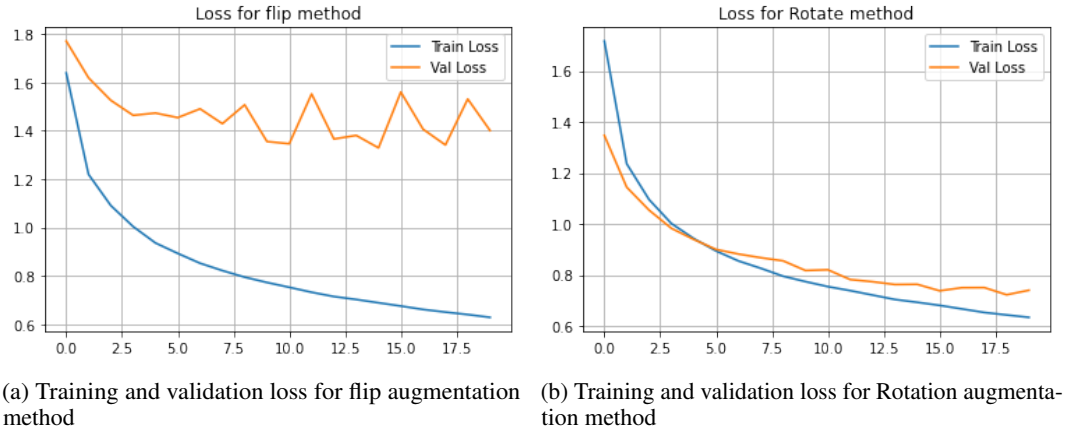 Loss for flip method
1.8
1.6
1.4
1.2
1.0
0.8
0.6
Train Loss
Val Loss
0.0 2.5 5.0 7.5 10.0 12.5 15.0 17.5
(a) Training and validation loss for flip augmentation
method
Loss for Rotate method
1.6
1.4
1.2
1.0
0.8
0.6
Train Loss
Val Loss
0.0 2.5 5.0 7.5 10.0 12.5 15.0 17.5
(b) Training and validation loss for Rotation augmenta-
tion method